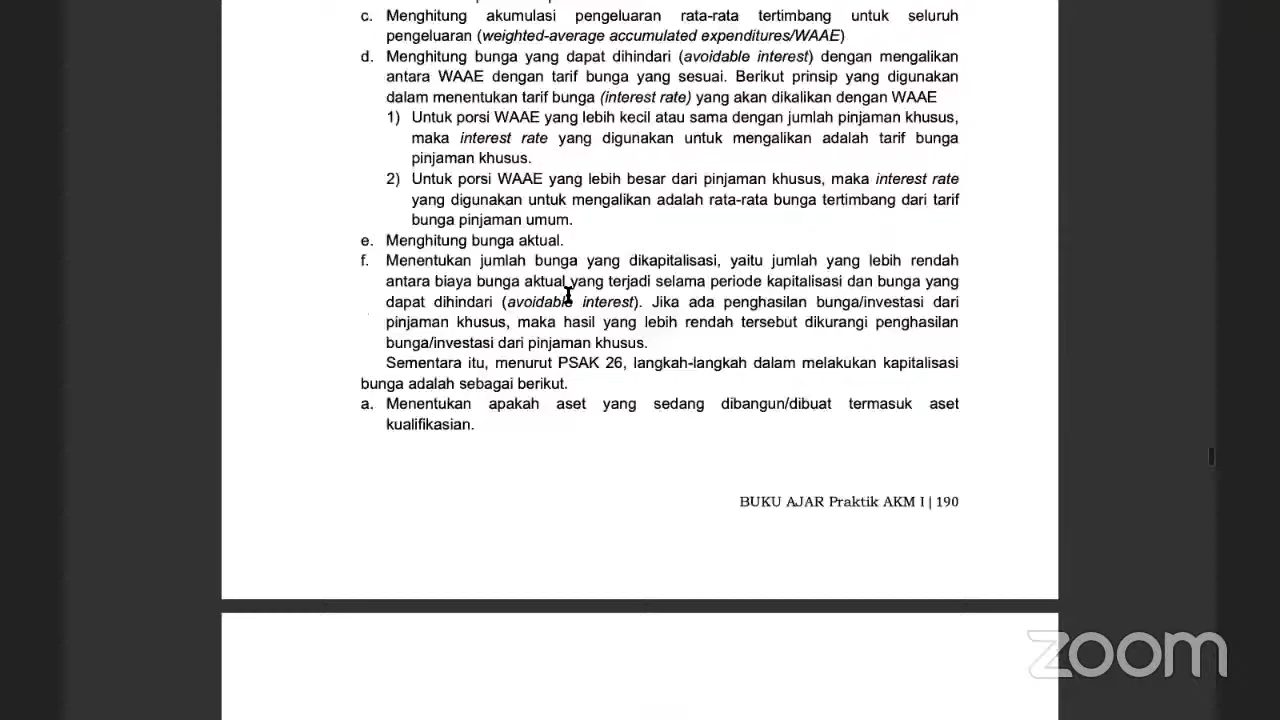 c. Menghitung akumulasi pengeluaran rata-rata tertimbang untuk seluruh
pengeluaran (weighted-average accumulated expenditures/WAAE)
d. Menghitung bunga yang dapat dihindari (avoidable interest) dengan mengalikan
antara WAAE dengan tarif bunga yang sesuai. Berikut prinsip yang digunakan
dalam menentukan tarif bunga (interest rate) yang akan dikalikan dengan WAAE
1) Untuk porsi WAAE yang lebih kecil atau sama dengan jumlah pinjaman khusus,
maka interest rate yang digunakan untuk mengalikan adalah tarif bunga
pinjaman khusus.
2) Untuk porsi WAAE yang lebih besar dari pinjaman khusus, maka interest rate
yang digunakan untuk mengalikan adalah rata-rata bunga tertimbang dari tarif
bunga pinjaman umum.
e. Menghitung bunga aktual.
f. Menentukan jumlah bunga yang dikapitalisasi, yaitu jumlah yang lebih rendah
antara biaya bunga aktual yang terjadi selama periode kapitalisasi dan bunga yang
dapat dihindari (avoidable interest). Jika ada penghasilan bunga/investasi dari
pinjaman khusus, maka hasil yang lebih rendah tersebut dikurangi penghasilan
bunga/investasi dari pinjaman khusus.
Sementara itu, menurut PSAK 26, langkah-langkah dalam melakukan kapitalisasi
bunga adalah sebagai berikut.
a. Menentukan apakah aset yang sedang dibangun/dibuat termasuk aset
kualifikasian.
BUKU AJAR Praktik AKM I | 190
zoom